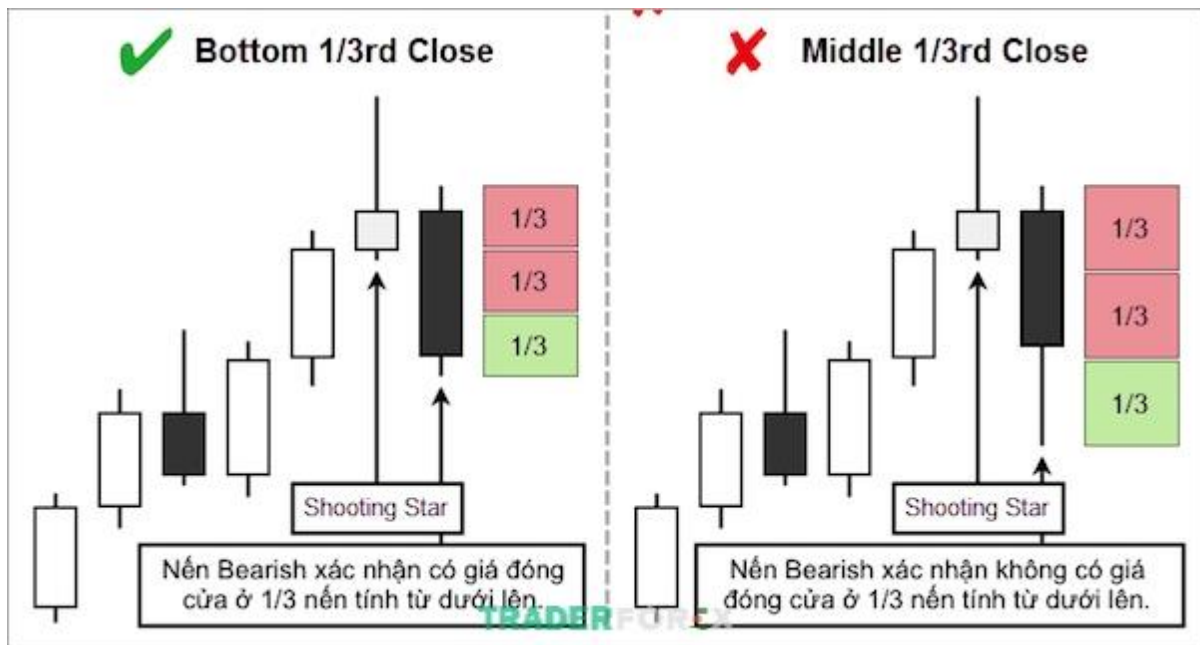 Bottom 1/3rd Close
1/3
1/3
1/3
Shooting Star
Nến Bearish xác nhận có giá đóng
cửa ở 1/3 nến tính từ dưới lên.
Middle 1/3rd Close
1/3
1/3
1/3
Shooting Star
Nến Bearish xác nhận không có giá
đóng cửa ở 1/3 nến tính từ dưới lên.
TRADERFOREX